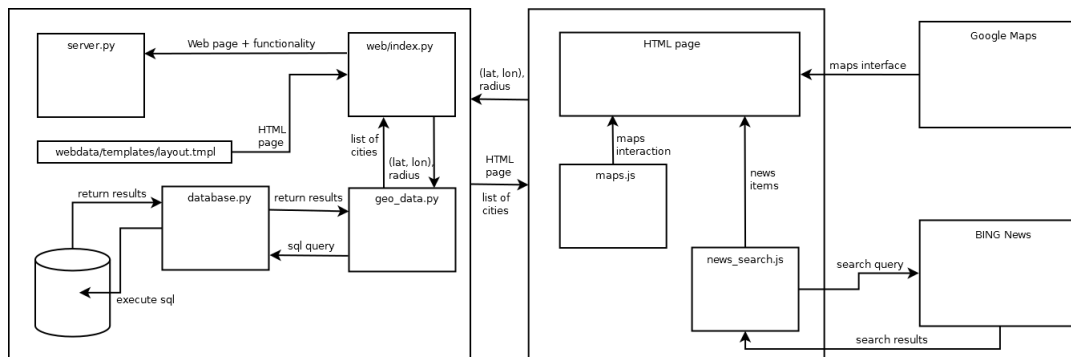 server.py
Web page + functionality
web/index.py
HTML
page
webdata/templates/layout.tmpl
list of
cities
(lat, lon),
radius
return results
database.py
return results
geo_data.py
sql query
execute sql
(lat, lon),
radius
HTML
page
list of
cities
HTML page
maps
interaction
maps.js
news
items
news_search.js
maps interface
Google Maps
search query
BING News
search results